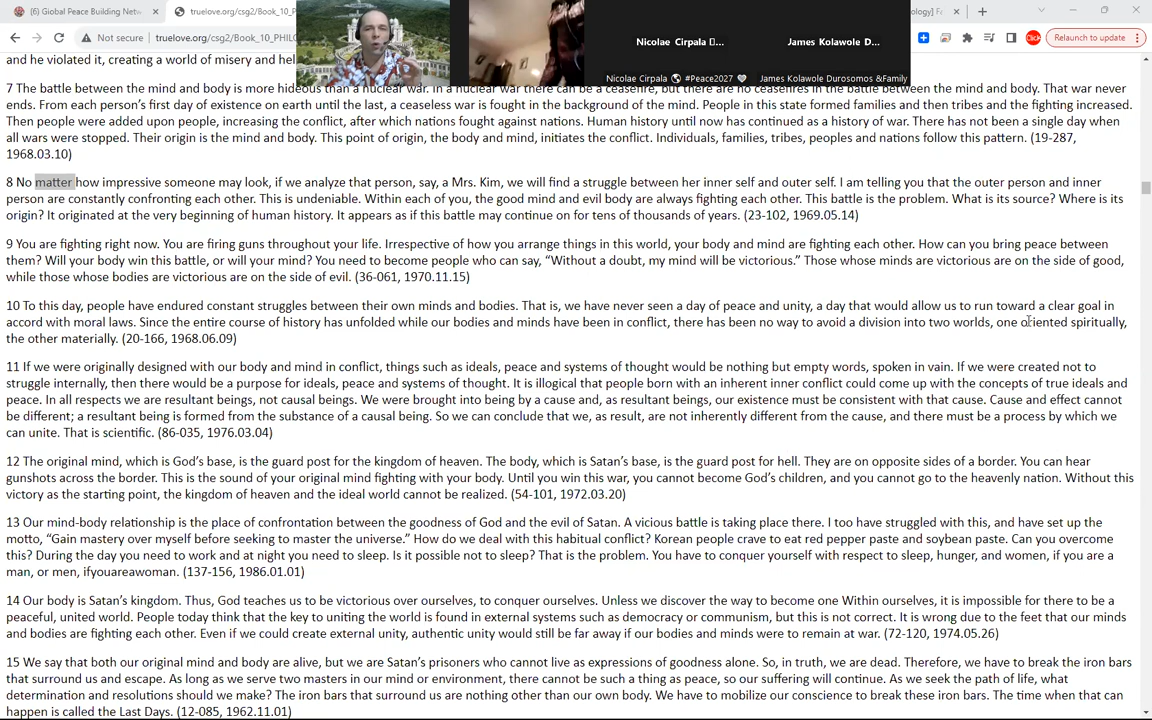 (6) Global Peace Building Netw
truelove.org/csg2/Book_10_P
ology] F
Not secure
truelove.org/csg2/Book_10_PHIL
Click
Relaunch to update
Nicolae Cirpala
James Kolawole D...
Nicolae Cirpala 🌎 #Peace2027 🤍
James Kolawole Durosomos &Family
and he violated it, creating a world of misery and hel
7 The battle between the mind and body is more hideous than a nuclear war. In a nuclear war there can be a ceasefire, but there are no ceasefires in the battle between the mind and body. That war never
ends. From each person’s first day of existence on earth until the last, a ceaseless war is fought in the background of the mind. People in this state formed families and then tribes and the fighting increased.
Then people were added upon people, increasing the conflict, after which nations fought against nations. Human history until now has continued as a history of war. There has not been a single day when
all wars were stopped. Their origin is the mind and body. This point of origin, the body and mind, initiates the conflict. Individuals, families, tribes, peoples and nations follow this pattern. (19-287,
1968.03.10)
8 No matter how impressive someone may look, if we analyze that person, say, a Mrs. Kim, we will find a struggle between her inner self and outer self. I am telling you that the outer person and inner
person are constantly confronting each other. This is undeniable. Within each of you, the good mind and evil body are always fighting each other. This battle is the problem. What is its source? Where is its
origin? It originated at the very beginning of human history. It appears as if this battle may continue on for tens of thousands of years. (23-102, 1969.05.14)
9 You are fighting right now. You are firing guns throughout your life. Irrespective of how you arrange things in this world, your body and mind are fighting each other. How can you bring peace between
them? Will your body win this battle, or will your mind? You need to become people who can say, “Without a doubt, my mind will be victorious.” Those whose minds are victorious are on the side of good,
while those whose bodies are victorious are on the side of evil. (36-061, 1970.11.15)
10 To this day, people have endured constant struggles between their own minds and bodies. That is, we have never seen a day of peace and unity, a day that would allow us to run toward a clear goal in
accord with moral laws. Since the entire course of history has unfolded while our bodies and minds have been in conflict, there has been no way to avoid a division into two worlds, one oriented spiritually,
the other materially. (20-166, 1968.06.09)
11 If we were originally designed with our body and mind in conflict, things such as ideals, peace and systems of thought would be nothing but empty words, spoken in vain. If we were created not to
struggle internally, then there would be a purpose for ideals, peace and systems of thought. It is illogical that people born with an inherent inner conflict could come up with the concepts of true ideals and
peace. In all respects we are resultant beings, not causal beings. We were brought into being by a cause and, as resultant beings, our existence must be consistent with that cause. Cause and effect cannot
be different; a resultant being is formed from the substance of a causal being. So we can conclude that we, as result, are not inherently different from the cause, and there must be a process by which we
can unite. That is scientific. (86-035, 1976.03.04)
12 The original mind, which is God’s base, is the guard post for the kingdom of heaven. The body, which is Satan’s base, is the guard post for hell. They are on opposite sides of a border. You can hear
gunshots across the border. This is the sound of your original mind fighting with your body. Until you win this war, you cannot become God’s children, and you cannot go to the heavenly nation. Without this
victory as the starting point, the kingdom of heaven and the ideal world cannot be realized. (54-101, 1972.03.20)
13 Our mind-body relationship is the place of confrontation between the goodness of God and the evil of Satan. A vicious battle is taking place there. I too have struggled with this, and have set up the
motto, “Gain mastery over myself before seeking to master the universe.” How do we deal with this habitual conflict? Korean people crave to eat red pepper paste and soybean paste. Can you overcome
this? During the day you need to work and at night you need to sleep. Is it possible not to sleep? That is the problem. You have to conquer yourself with respect to sleep, hunger, and women, if you are a
man, or men, ifyouareawoman. (137-156, 1986.01.01)
14 Our body is Satan’s kingdom. Thus, God teaches us to be victorious over ourselves, to conquer ourselves. Unless we discover the way to become one Within ourselves, it is impossible for there to be a
peaceful, united world. People today think that the key to uniting the world is found in external systems such as democracy or communism, but this is not correct. It is wrong due to the feet that our minds
and bodies are fighting each other. Even if we could create external unity, authentic unity would still be far away if our bodies and minds were to remain at war. (72-120, 1974.05.26)
15 We say that both our original mind and body are alive, but we are Satan’s prisoners who cannot live as expressions of goodness alone. So, in truth, we are dead. Therefore, we have to break the iron bars
that surround us and escape. As long as we serve two masters in our mind or environment, there cannot be such a thing as peace, so our suffering will continue. As we seek the path of life, what
determination and resolutions should we make? The iron bars that surround us are nothing other than our own body. We have to mobilize our conscience to break these iron bars. The time when that can
happen is called the Last Days. (12-085, 1962.11.01)